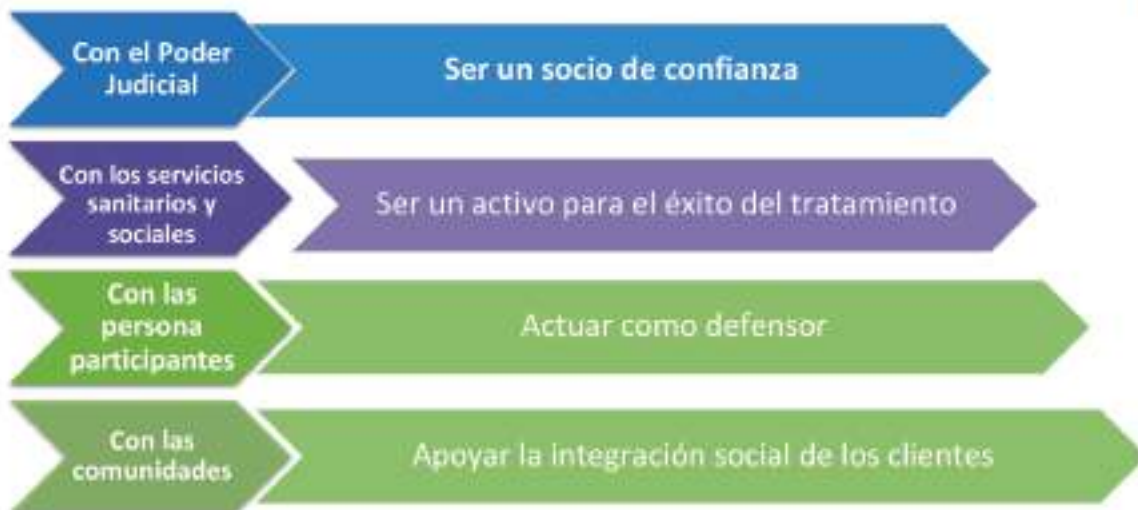 Con el Poder
Judicial
Ser un socio de confianza
Con los servicios
sanitarios y
sociales
Ser un activo para el éxito del tratamiento
Con las
persona
participantes
Actuar como defensor
Con las
comunidades
Apoyar la integración social de los clientes